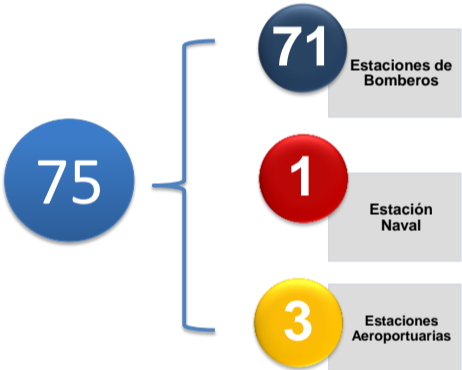 75
71
Estaciones de
Bomberos
1
Estación
Naval
3
Estaciones
Aeroportuarias